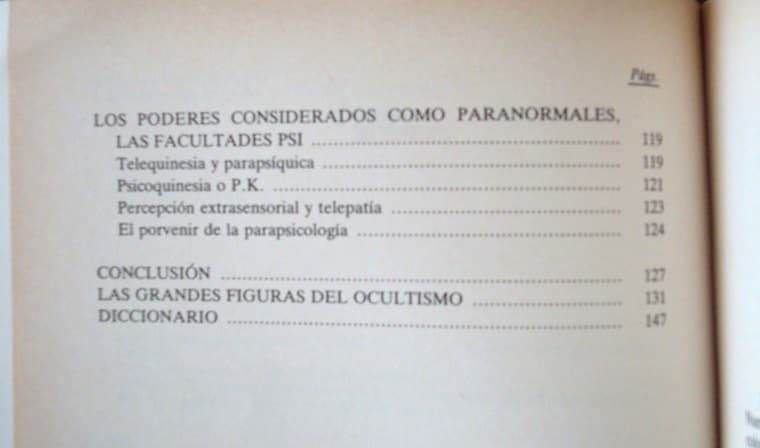 Págs.
LOS PODERES CONSIDERADOS COMO PARANORMALES,
LAS FACULTADES PSI ........................................ 119
Telequinesia y parapsíquica ........................................ 119
Psicoquinesia o P.K. ........................................ 121
Percepción extrasensorial y telepatía ........................................ 123
El porvenir de la parapsicología ........................................ 124
CONCLUSIÓN ........................................ 127
LAS GRANDES FIGURAS DEL OCULTISMO ........................................ 131
DICCIONARIO ........................................ 147